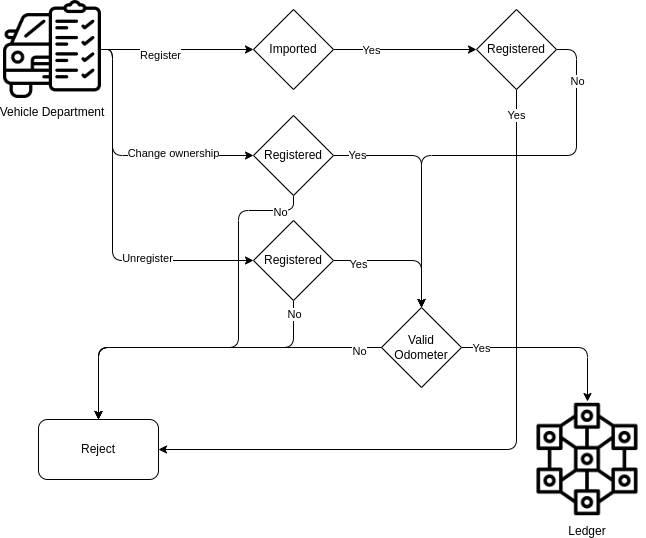 Vehicle Department
Register
Imported
Yes
Registered
No
Yes
Change ownership
Registered
Yes
No
Unregister
Registered
Yes
No
Valid
Odometer
No
Yes
Reject
Ledger